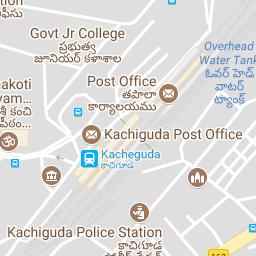 ఆఫీసు
Govt Jr College
ప్రభుత్వ
జూనియర్ కళాశాల
Overhead
Water Tank
ఓవర్ హెడ్
వాటర్
ట్యాంక్
Post Office
తపాలా
కార్యాలయము
Kachiguda Post Office
Kacheguda
కాచిగూడ
Kachiguda Police Station
కాచిగూడ